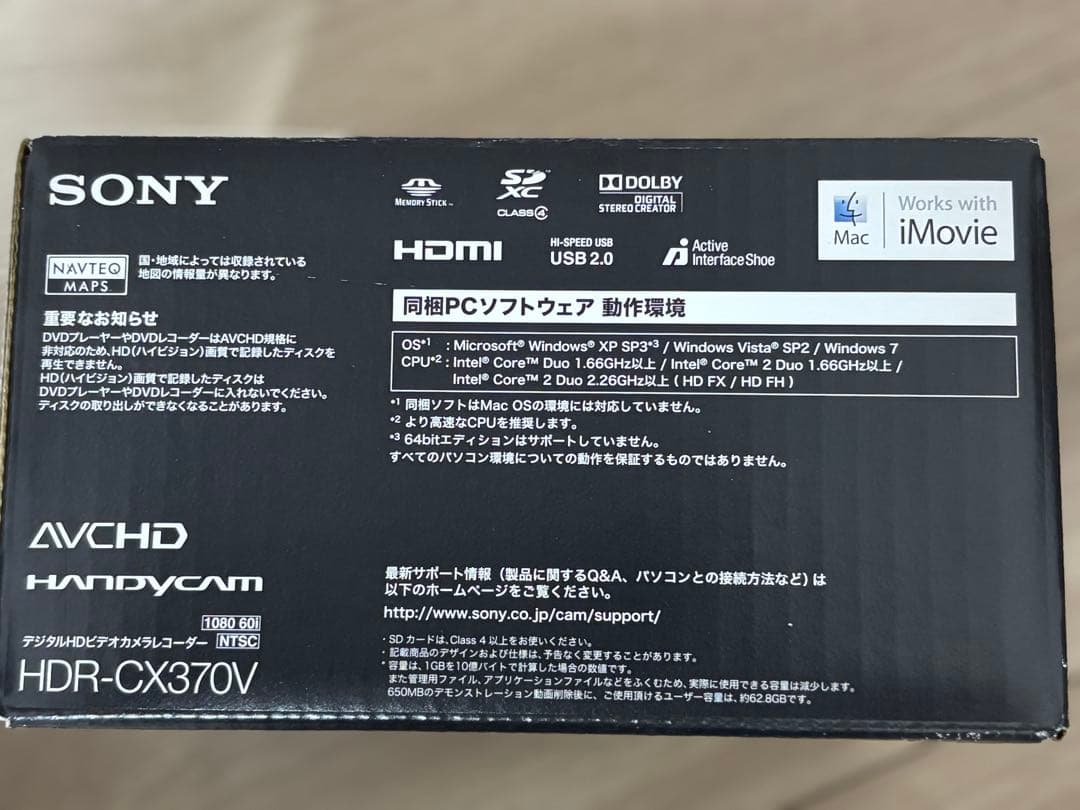 SONY
MEMORY STICK™
SD
XC™
CLASS④
DOLBY
DIGITAL
STEREO CREATOR
HDMI
HI-SPEED USB
USB 2.0
Active
Interface Shoe
Mac
Works with
iMovie
NAVTEQ
MAPS
国・地域によっては収録されている
地図の情報量が異なります。
重要なお知らせ
DVDプレーヤーやDVDレコーダーはAVCHD規格に
非対応のため、HD(ハイビジョン)画質で記録したディスクを
再生できません。
HD(ハイビジョン)画質で記録したディスクは
DVDプレーヤーやDVDレコーダーに入れないでください。
ディスクの取り出しができなくなることがあります。
同梱PCソフトウェア 動作環境
OS*1 : Microsoft® Windows® XP SP3*3 / Windows Vista® SP2 / Windows 7
CPU*2 : Intel® Core™ Duo 1.66GHz以上 / Intel® Core™ 2 Duo 1.66GHz以上 /
Intel® Core™ 2 Duo 2.26GHz以上 ( HD FX / HD FH )
*1 同梱ソフトはMac OSの環境には対応していません。
*2 より高速なCPUを推奨します。
*3 64bitエディションはサポートしていません。
すべてのパソコン環境についての動作を保証するものではありません。
AVCHD
HANDYCAM
1080 60i
デジタルHDビデオカメラレコーダー NTSC
HDR-CX370V
最新サポート情報（製品に関するQ&A、パソコンとの接続方法など）は
以下のホームページをご覧ください。
http://www.sony.co.jp/cam/support/
・SDカードは、Class 4以上をお使いください。
・記載商品のデザインおよび仕様は、予告なく変更することがあります。
* 容量は、1GBを10億バイトで計算した場合の数値です。
また管理用ファイル、アプリケーションファイルなどをふくむため、実際に使用できる容量は減少します。
650MBのデモンストレーション動画削除後に、ご使用頂けるユーザー容量は、約62.8GBです。